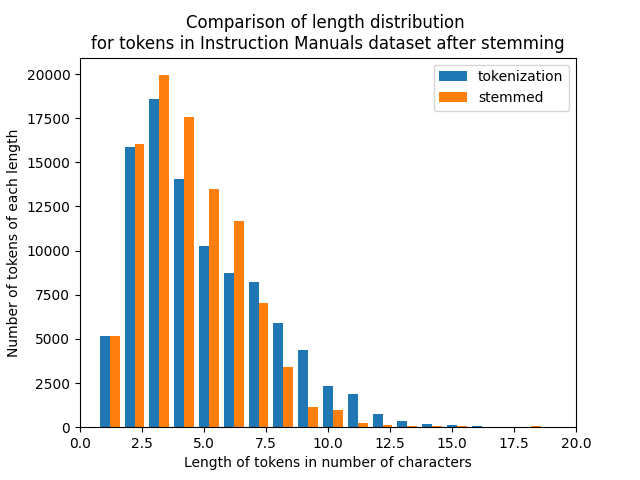 Comparison of length distribution
for tokens in Instruction Manuals dataset after stemming
tokenization
stemmed
Number of tokens of each length
20000
17500
15000
12500
10000
7500
5000
2500
0
0.0 2.5 5.0 7.5 10.0 12.5 15.0 17.5 20.0
Length of tokens in number of characters